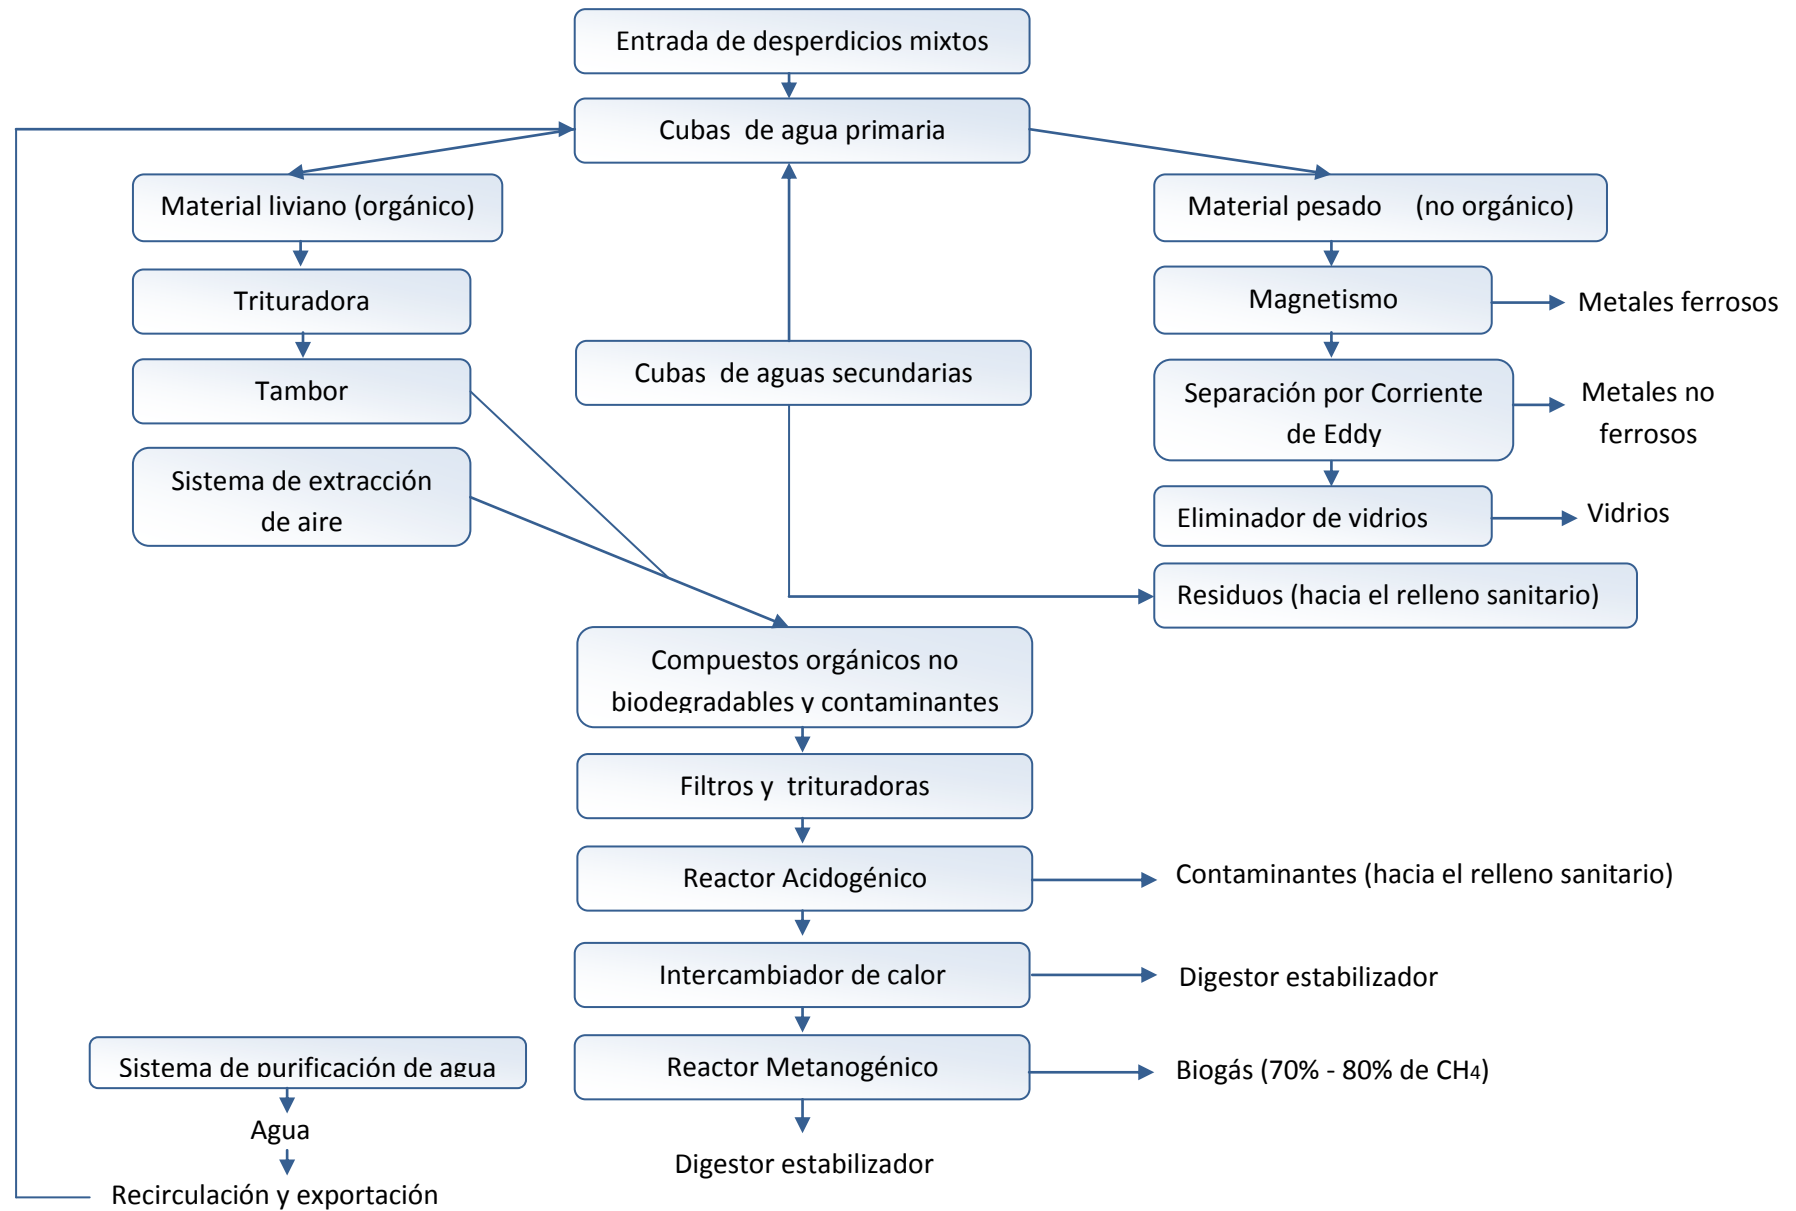 Entrada de desperdicios mixtos
Cubas de agua primaria
Material liviano (orgánico)
Material pesado (no orgánico)
Trituradora
Magnetismo
Metales ferrosos
Tambor
Cubas de aguas secundarias
Separación por Corriente
de Eddy
Metales no
ferrosos
Sistema de extracción
de aire
Eliminador de vidrios
Vidrios
Residuos (hacia el relleno sanitario)
Compuestos orgánicos no
biodegradables y contaminantes
Filtros y trituradoras
Reactor Acidogénico
Contaminantes (hacia el relleno sanitario)
Intercambiador de calor
Digestor estabilizador
Sistema de purificación de agua
Reactor Metanogénico
Biogás (70% - 80% de CH4)
Agua
Digestor estabilizador
Recirculación y exportación